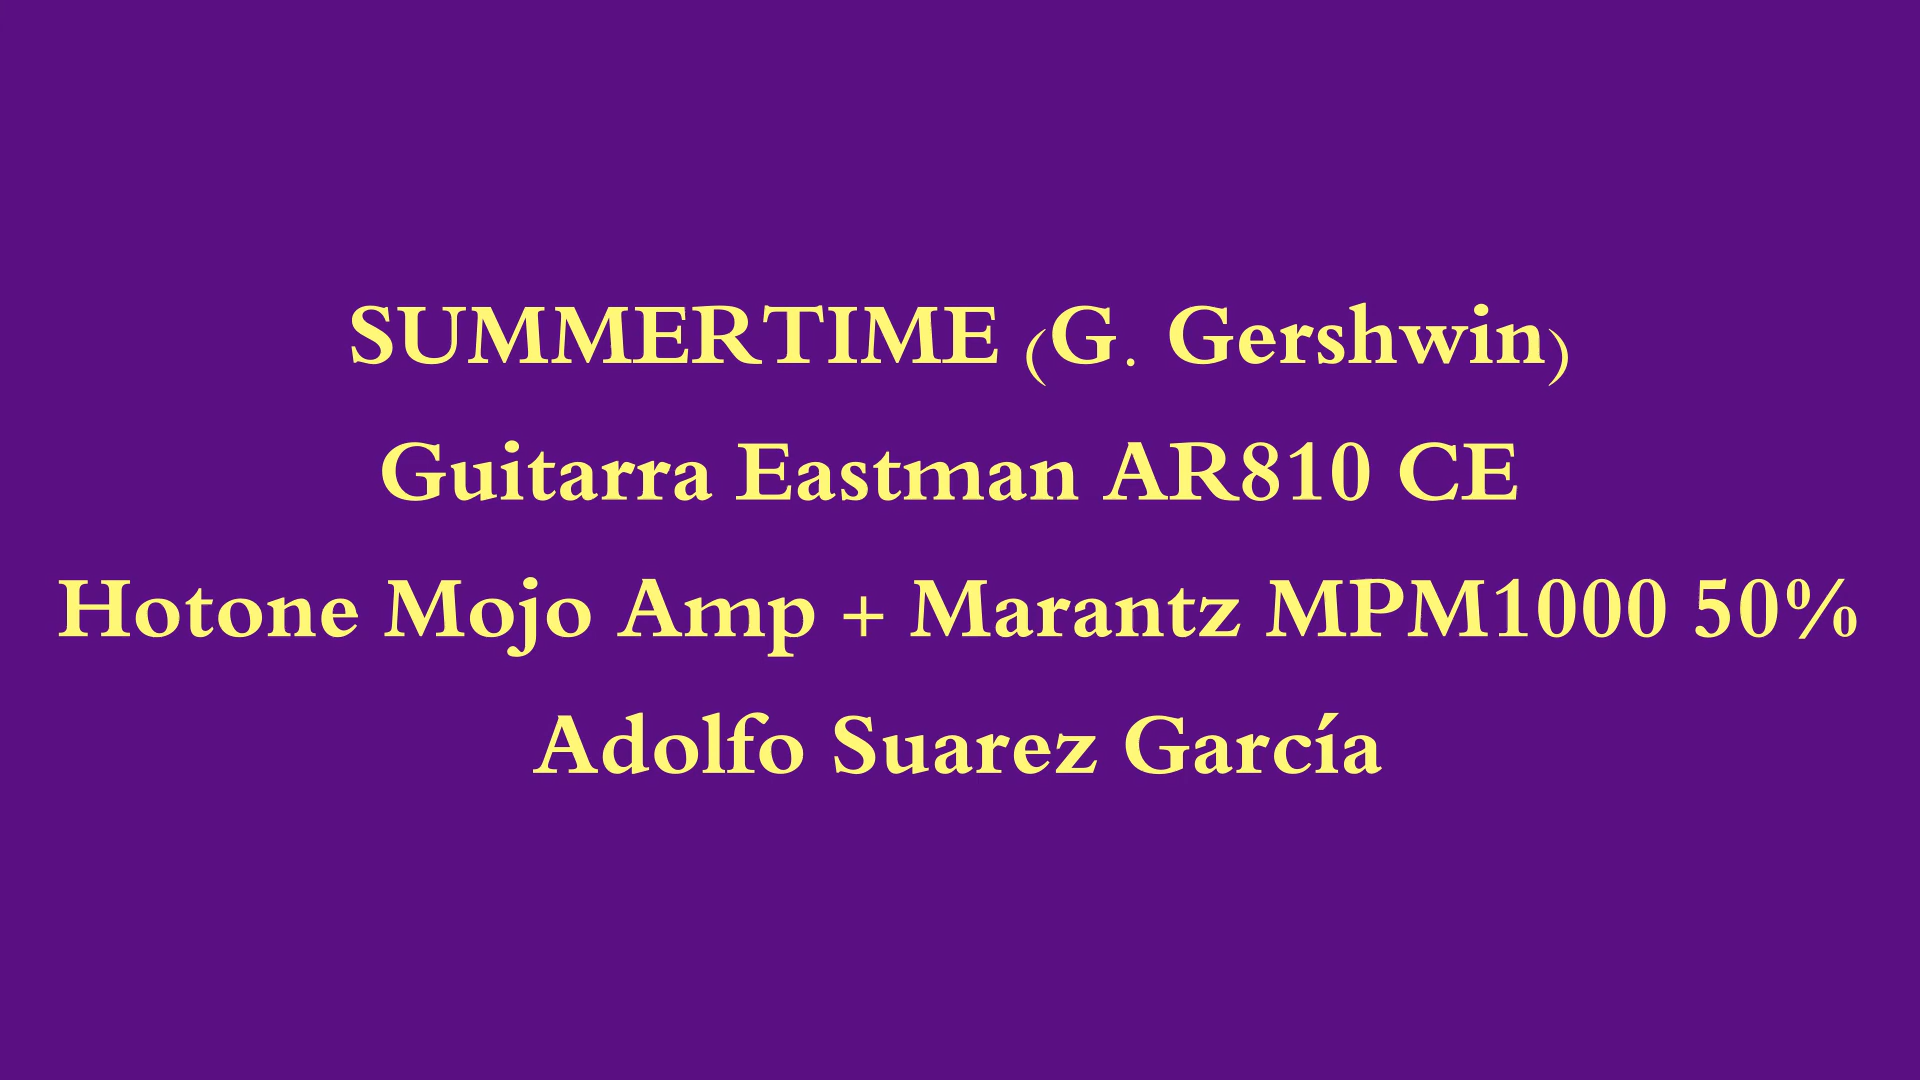 SUMMERTIME (G. Gershwin)
Guitarra Eastman AR810 CE
Hotone Mojo Amp + Marantz MPM1000 50%
Adolfo Suarez García